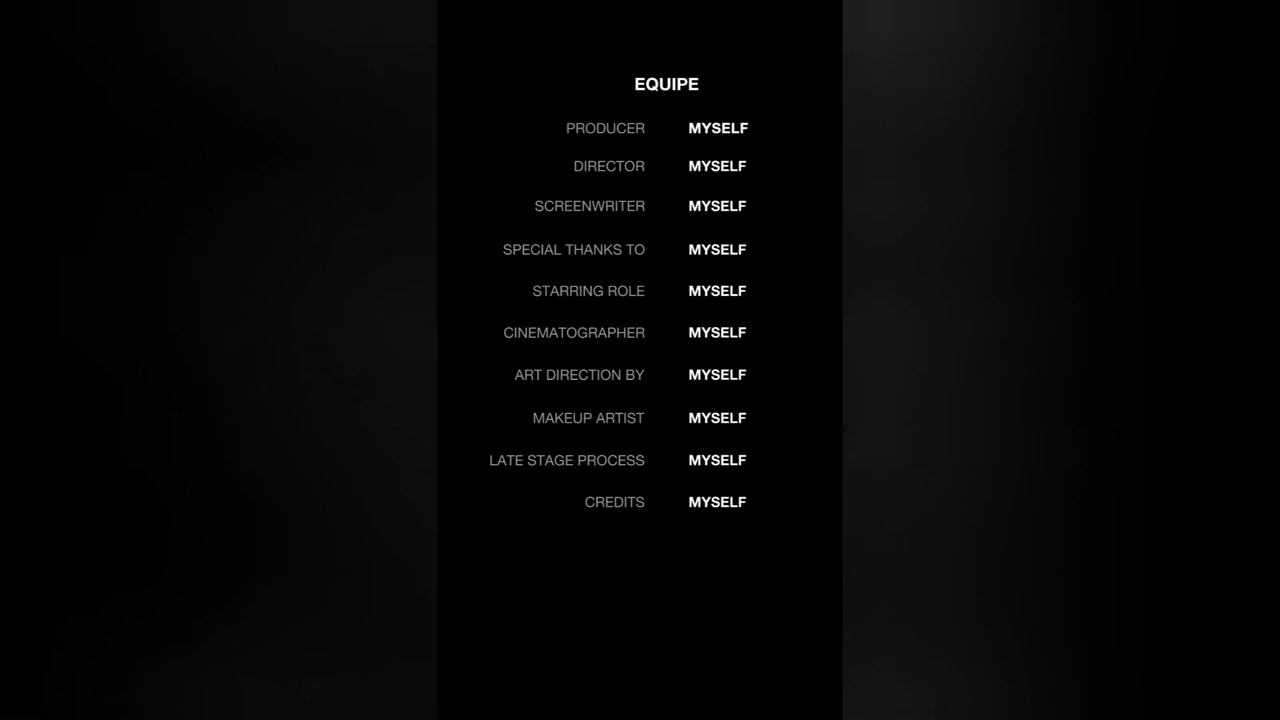 EQUIPE
PRODUCER MYSELF
DIRECTOR MYSELF
SCREENWRITER MYSELF
SPECIAL THANKS TO MYSELF
STARRING ROLE MYSELF
CINEMATOGRAPHER MYSELF
ART DIRECTION BY MYSELF
MAKEUP ARTIST MYSELF
LATE STAGE PROCESS MYSELF
CREDITS MYSELF